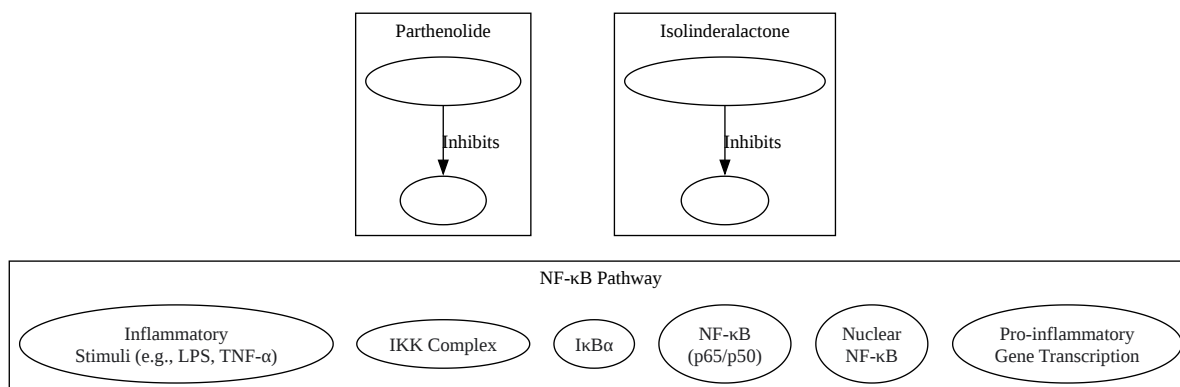 Parthenolide
Isolinderalactone
Inhibits
Inhibits
NF-κB Pathway
Inflammatory
Stimuli (e.g., LPS, TNF-α)
IKK Complex
IκBα
NF-κB
(p65/p50)
Nuclear
NF-κB
Pro-inflammatory
Gene Transcription